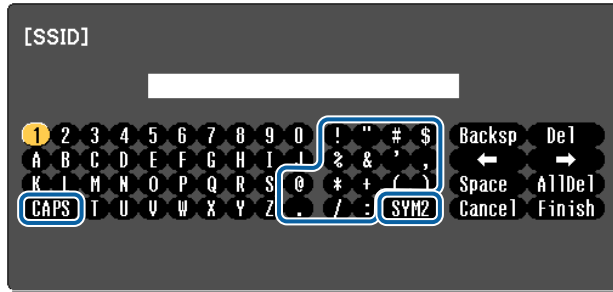 [SSID]
1 2 3 4 5 6 7 8 9 0 ! " # $ Backsp Del
A B C D E F G H I J % & ' , ← →
K L M N O P Q R S @ * + ( ) Space AllDel
CAPS T U V W X Y Z . / : SYM2 Cancel Finish